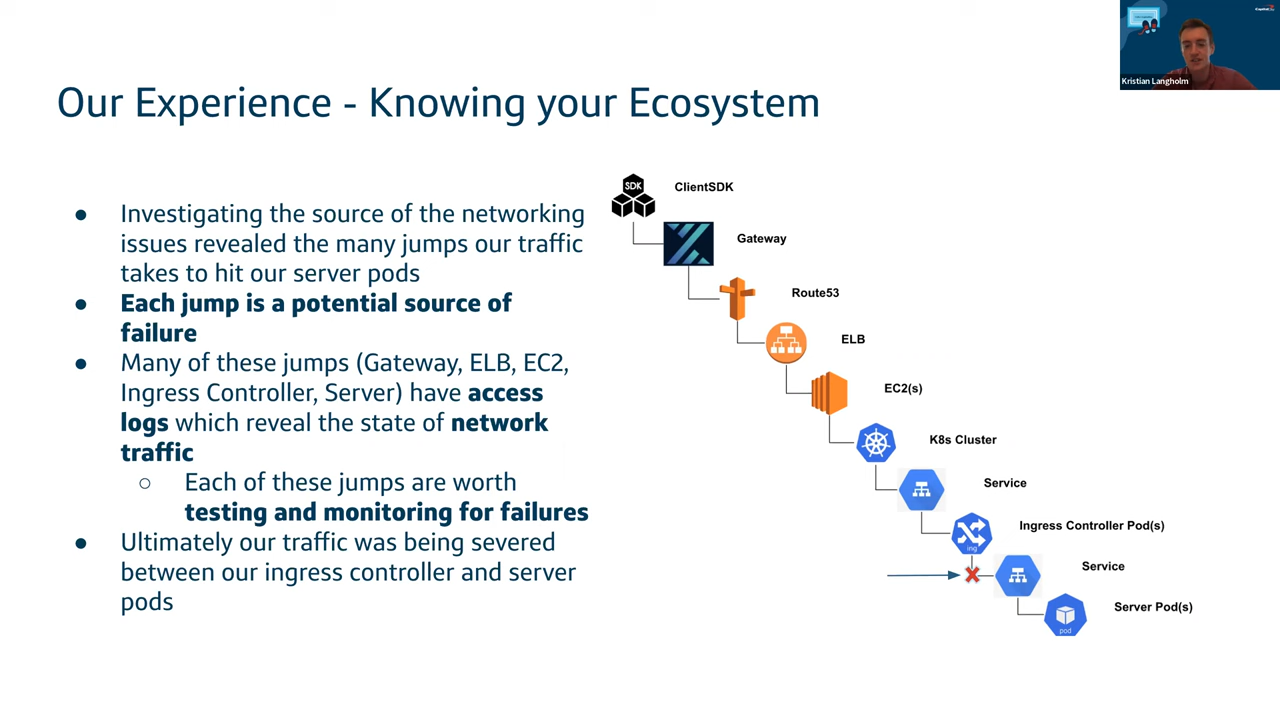 Our Experience - Knowing your Ecosystem
Kristian Langholm
● Investigating the source of the networking
issues revealed the many jumps our traffic
takes to hit our server pods
● Each jump is a potential source of
failure
● Many of these jumps (Gateway, ELB, EC2,
Ingress Controller, Server) have access
logs which reveal the state of network
traffic
○ Each of these jumps are worth
testing and monitoring for failures
● Ultimately our traffic was being severed
between our ingress controller and server
pods
SDK
ClientSDK
Gateway
Route53
ELB
EC2(s)
K8s Cluster
Service
Ingress Controller Pod(s)
ing
Service
Server Pod(s)
pod